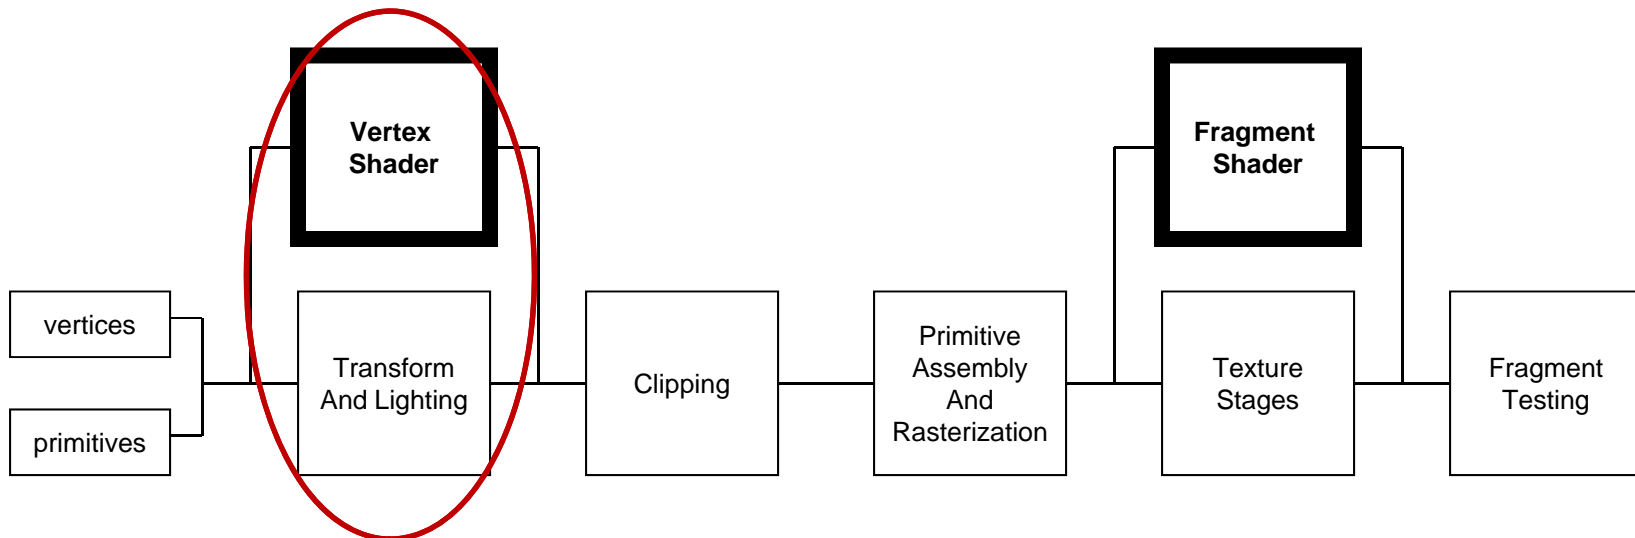 Vertex
Shader
Fragment
Shader
vertices
primitives
Transform
And Lighting
Clipping
Primitive
Assembly
And
Rasterization
Texture
Stages
Fragment
Testing